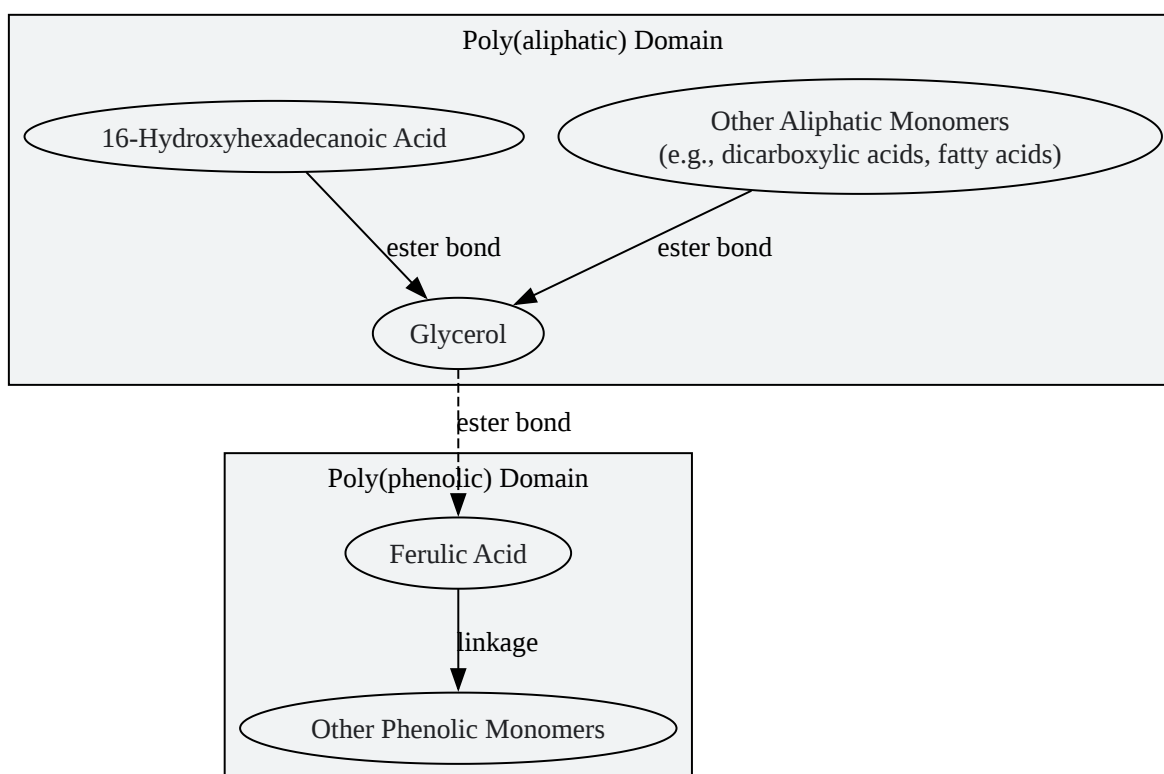 Poly(aliphatic) Domain
16-Hydroxyhexadecanoic Acid
Other Aliphatic Monomers
(e.g., dicarboxylic acids, fatty acids)
ester bond
ester bond
Glycerol
ester bond
Poly(phenolic) Domain
Ferulic Acid
linkage
Other Phenolic Monomers